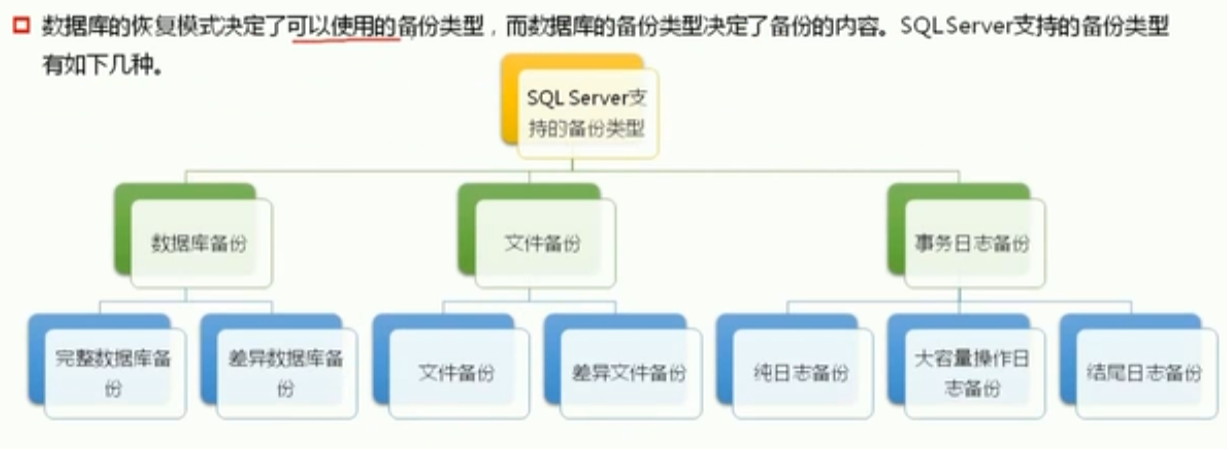 数据库的恢复模式决定了可以使用的备份类型，而数据库的备份类型决定了备份的内容。SQL Server支持的备份类型
有如下几种。
SQL Server支
持的备份类型
数据库备份
文件备份
事务日志备份
完整数据库备
份
差异数据库备
份
文件备份
差异文件备份
纯日志备份
大容量操作日
志备份
结尾日志备份